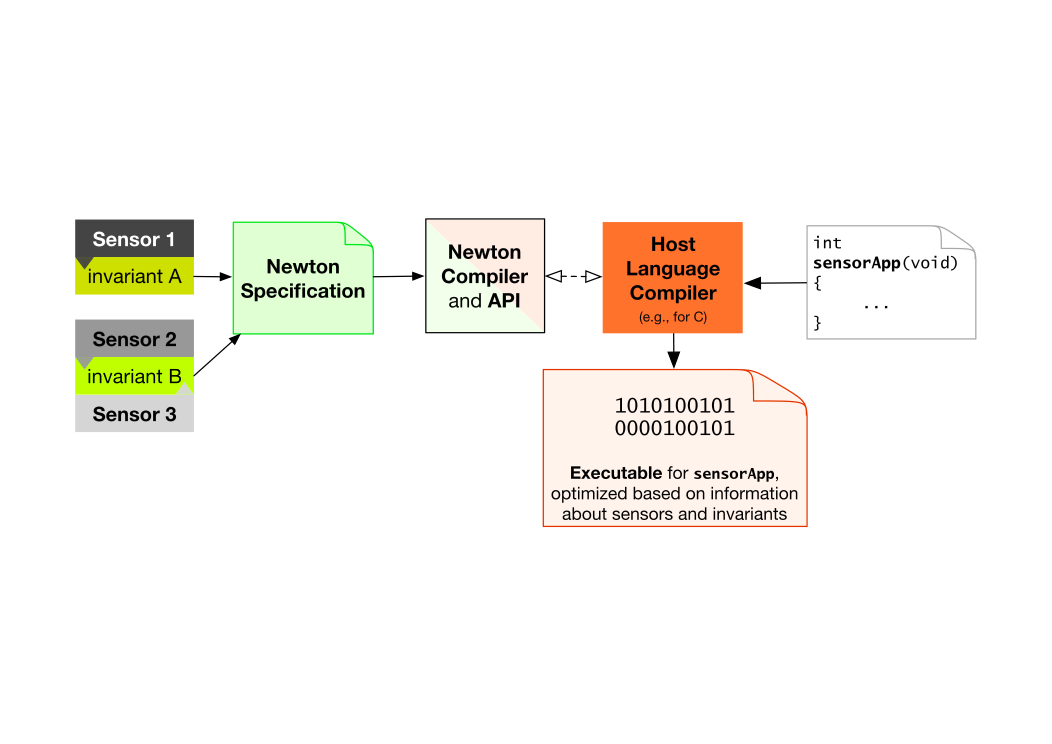 Sensor 1
invariant A
Sensor 2
invariant B
Sensor 3
Newton
Specification
Newton
Compiler
and API
Host
Language
Compiler
(e.g., for C)
int
sensorApp(void)
{
...
}
1010100101
0000100101
Executable for sensorApp,
optimized based on information
about sensors and invariants